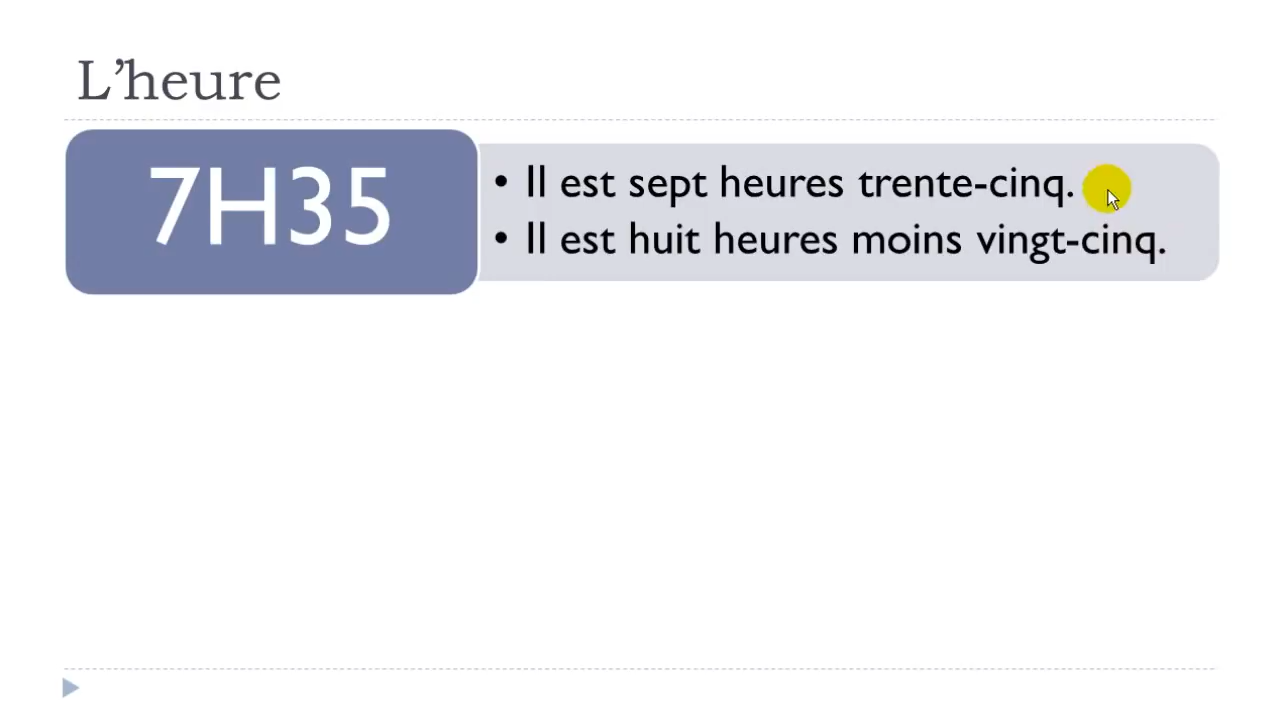 L’heure
7H35
• Il est sept heures trente-cinq.
• Il est huit heures moins vingt-cinq.